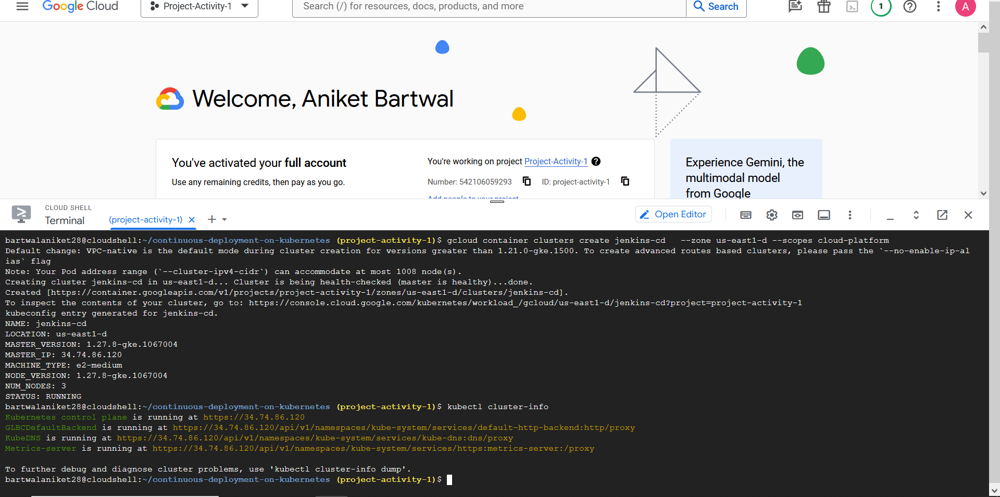 Google Cloud
Project-Activity-1
Search (/) for resources, docs, products, and more
Search
1
A
Welcome, Aniket Bartwal
You've activated your full account
Use any remaining credits, then pay as you go.
You're working on project Project-Activity-1
Number: 542106059293 ID: project-activity-1
Add people to your project
Experience Gemini, the
multimodal model
from Google
CLOUD SHELL
Terminal
(project-activity-1)
Open Editor
bartwalaniket28@cloudshell:~/continuous-deployment-on-kubernetes (project-activity-1)$ gcloud container clusters create jenkins-cd   --zone us-east1-d --scopes cloud-platform
Default change: VPC-native is the default mode during cluster creation for versions greater than 1.21.0-gke.1500. To create advanced routes based clusters, please pass the `--no-enable-ip-al
ias` flag
Note: Your Pod address range (`--cluster-ipv4-cidr`) can accommodate at most 1008 node(s).
Creating cluster jenkins-cd in us-east1-d... Cluster is being health-checked (master is healthy)...done.
Created [https://container.googleapis.com/v1/projects/project-activity-1/zones/us-east1-d/clusters/jenkins-cd].
To inspect the contents of your cluster, go to: https://console.cloud.google.com/kubernetes/workload_/gcloud/us-east1-d/jenkins-cd?project=project-activity-1
kubeconfig entry generated for jenkins-cd.
NAME: jenkins-cd
LOCATION: us-east1-d
MASTER_VERSION: 1.27.8-gke.1067004
MASTER_IP: 34.74.86.120
MACHINE_TYPE: e2-medium
NODE_VERSION: 1.27.8-gke.1067004
NUM_NODES: 3
STATUS: RUNNING
bartwalaniket28@cloudshell:~/continuous-deployment-on-kubernetes (project-activity-1)$ kubectl cluster-info
Kubernetes control plane is running at https://34.74.86.120
GLBCDefaultBackend is running at https://34.74.86.120/api/v1/namespaces/kube-system/services/default-http-backend:http/proxy
KubeDNS is running at https://34.74.86.120/api/v1/namespaces/kube-system/services/kube-dns:dns/proxy
Metrics-server is running at https://34.74.86.120/api/v1/namespaces/kube-system/services/https:metrics-server:/proxy
To further debug and diagnose cluster problems, use 'kubectl cluster-info dump'.
bartwalaniket28@cloudshell:~/continuous-deployment-on-kubernetes (project-activity-1)$